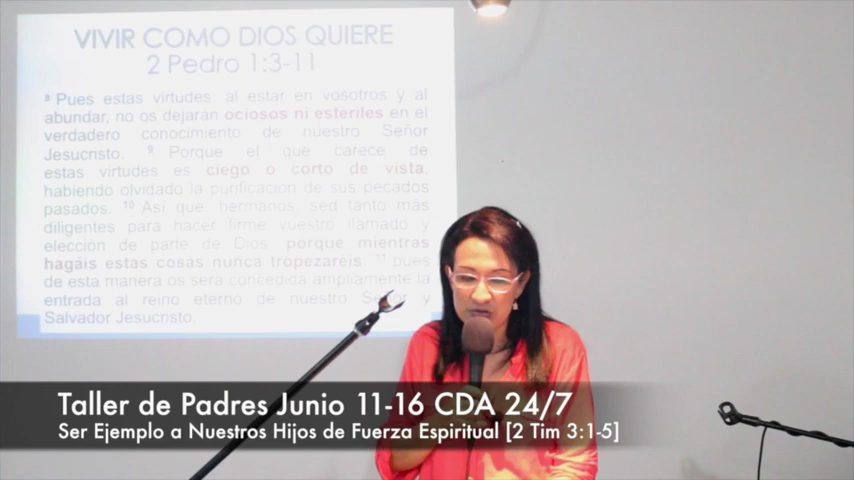 VIVIR COMO DIOS QUIERE
2 Pedro 1:3-11
8 Pues estas virtudes, al estar en vosotros y al
abundar, no os dejarán ociosos ni estériles en el
verdadero conocimiento de nuestro Señor
Jesucristo. 9 Porque el que carece de
estas virtudes es ciego o corto de vista,
habiendo olvidado la purificación de sus pecados
pasados. 10 Así que, hermanos, sed tanto más
diligentes para hacer firme vuestro llamado y
elección de parte de Dios, porque mientras
hagáis estas cosas nunca tropezaréis. 11 pues
de esta manera os será concedida ampliamente la
entrada al reino eterno de nuestro Señor y
Salvador Jesucristo.
Taller de Padres Junio 11-16 CDA 24/7
Ser Ejemplo a Nuestros Hijos de Fuerza Espiritual [2 Tim 3:1-5]